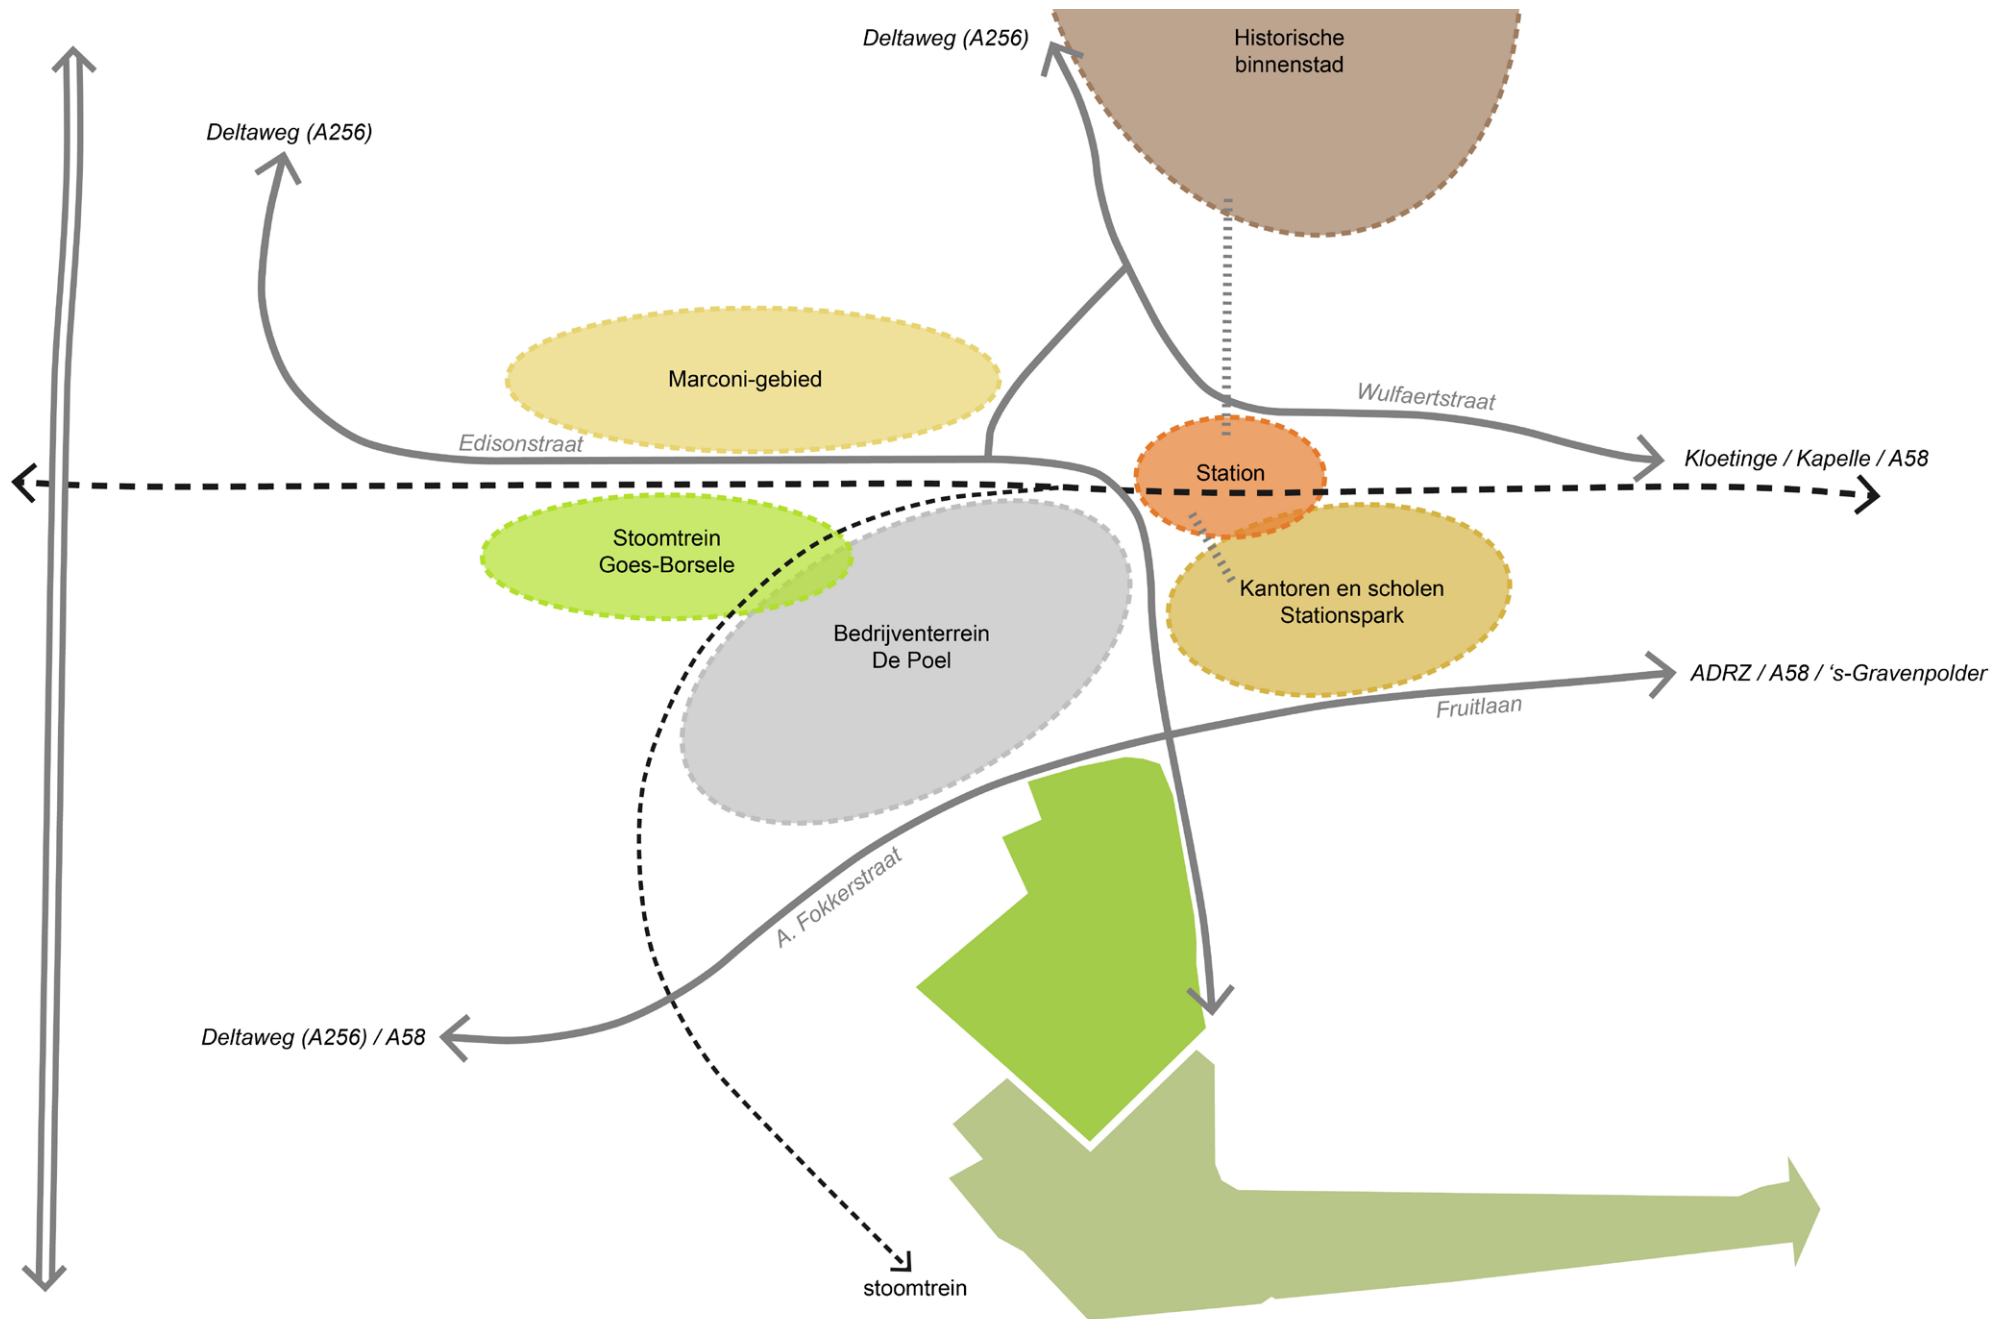 Deltaweg (A256)
Historische
binnenstad
Deltaweg (A256)
Marconi-gebied
Wulfaertstraat
Edisonstraat
Kloetinge / Kapelle / A58
Station
Stoomtrein
Goes-Borsele
Kantoren en scholen
Stationspark
Bedrijventerrein
De Poel
ADRZ / A58 / ‘s-Gravenpolder
Fruitlaan
A. Fokkerstraat
Deltaweg (A256) / A58
stoomtrein